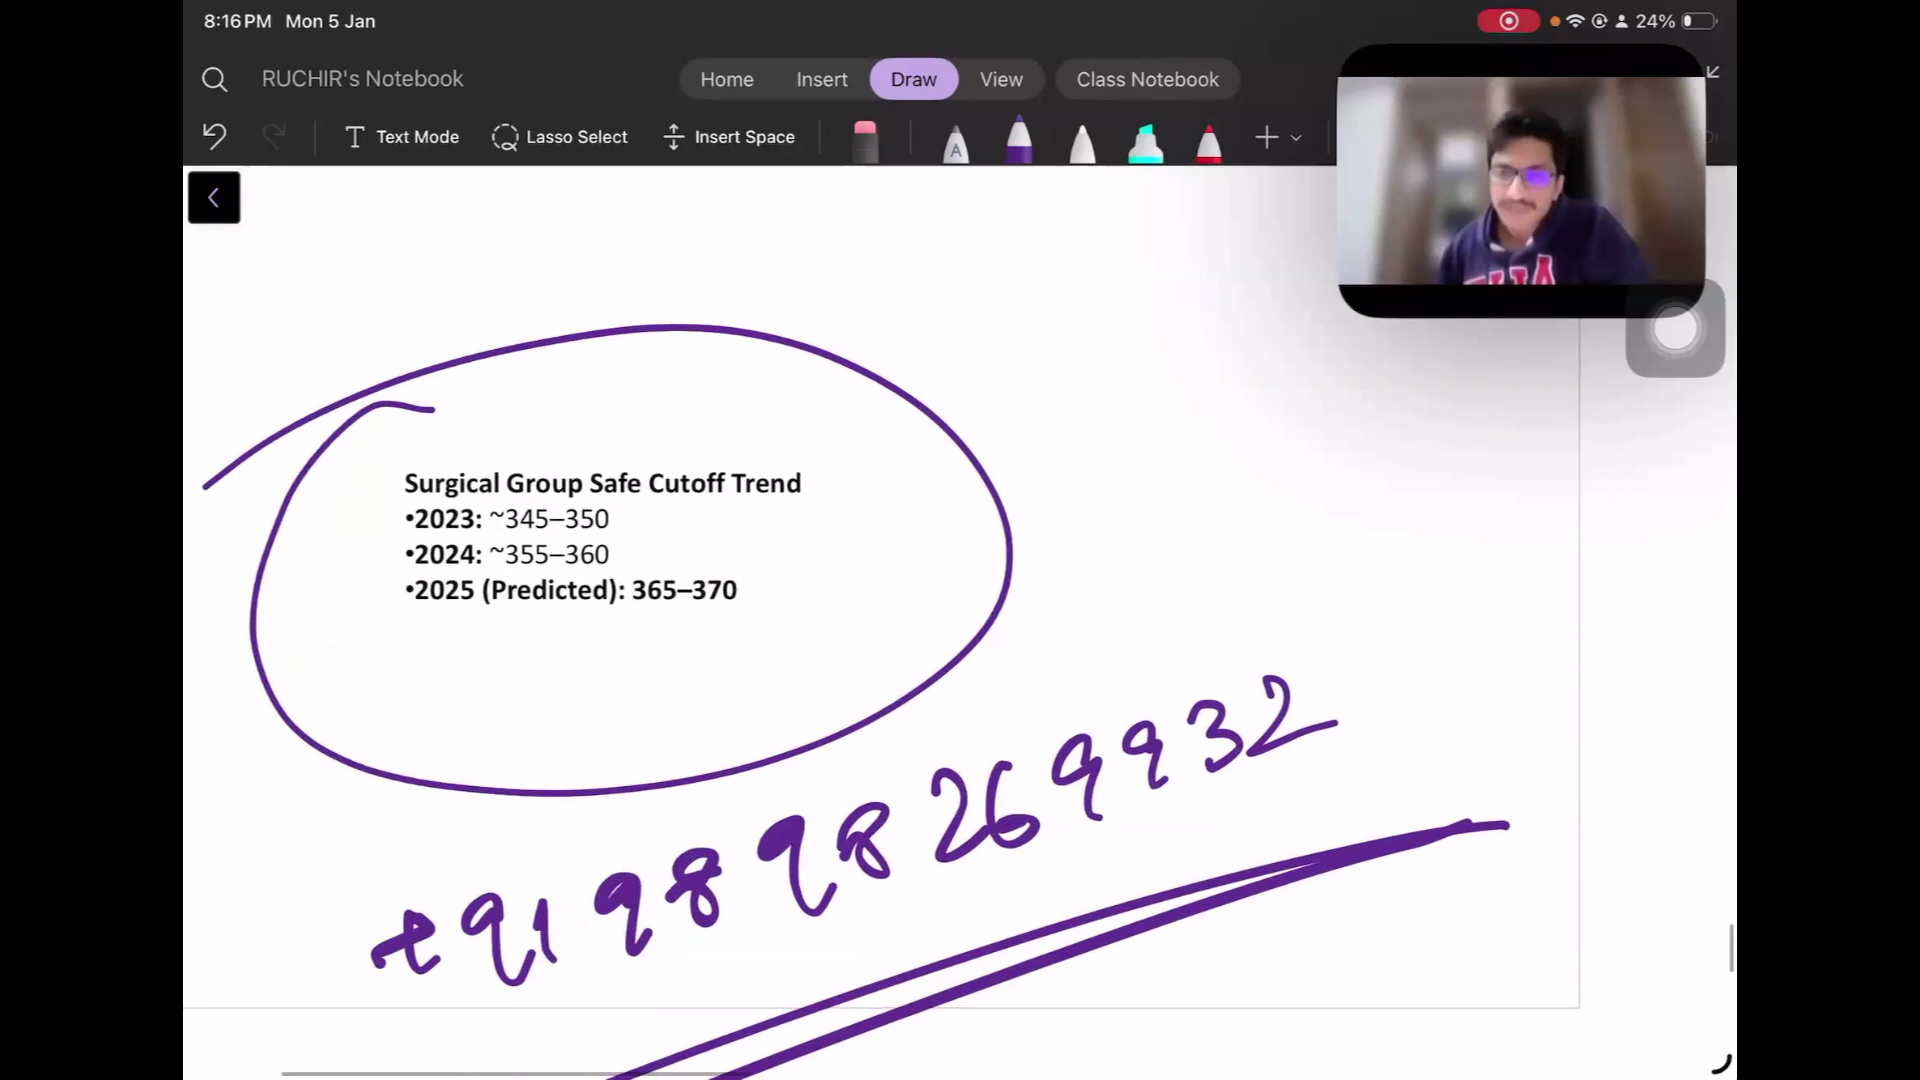 8:16 PM Mon 5 Jan
24%
RUCHIR's Notebook
Home Insert Draw View Class Notebook
Text Mode Lasso Select Insert Space
A
Surgical Group Safe Cutoff Trend
•2023: ~345–350
•2024: ~355–360
•2025 (Predicted): 365–370
+91 9898269932